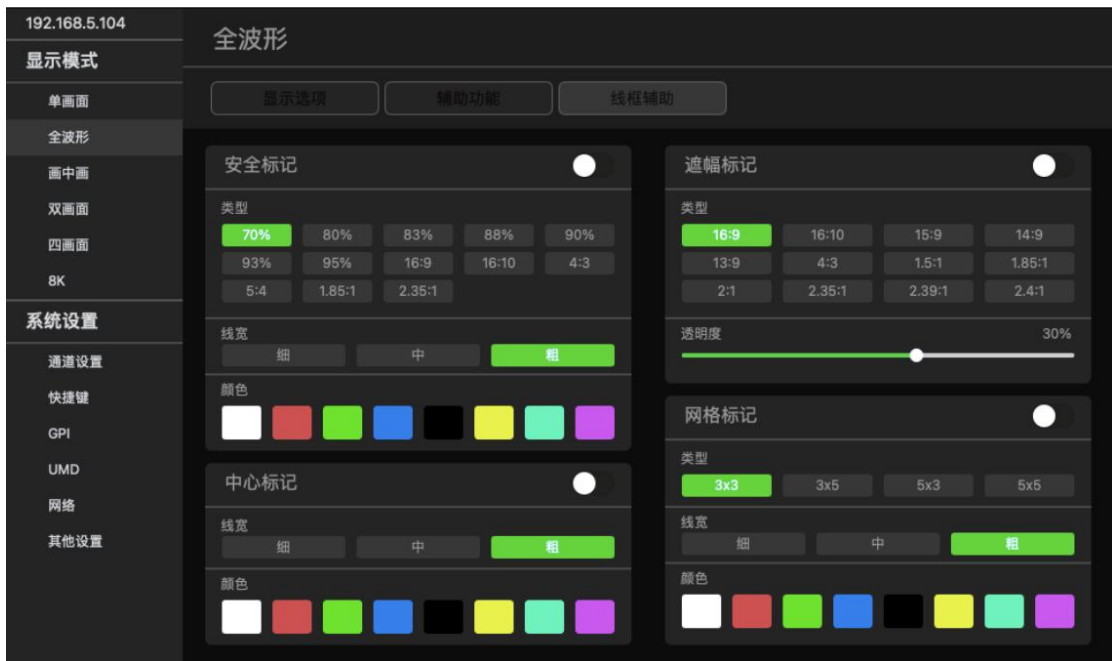 192.168.5.104
显示模式
单画面
全波形
画中画
双画面
四画面
8K
系统设置
通道设置
快捷键
GPI
UMD
网络
其他设置
全波形
显示选项 辅助功能 线框辅助
安全标记
类型
70% 80% 83% 88% 90%
93% 95% 16:9 16:10 4:3
5:4 1.85:1 2.35:1
线宽
细 中 粗
颜色
中心标记
线宽
细 中 粗
颜色
遮幅标记
类型
16:9 16:10 15:9 14:9
13:9 4:3 1.5:1 1.85:1
2:1 2.35:1 2.39:1 2.4:1
透明度 30%
网格标记
类型
3x3 3x5 5x3 5x5
线宽
细 中 粗
颜色